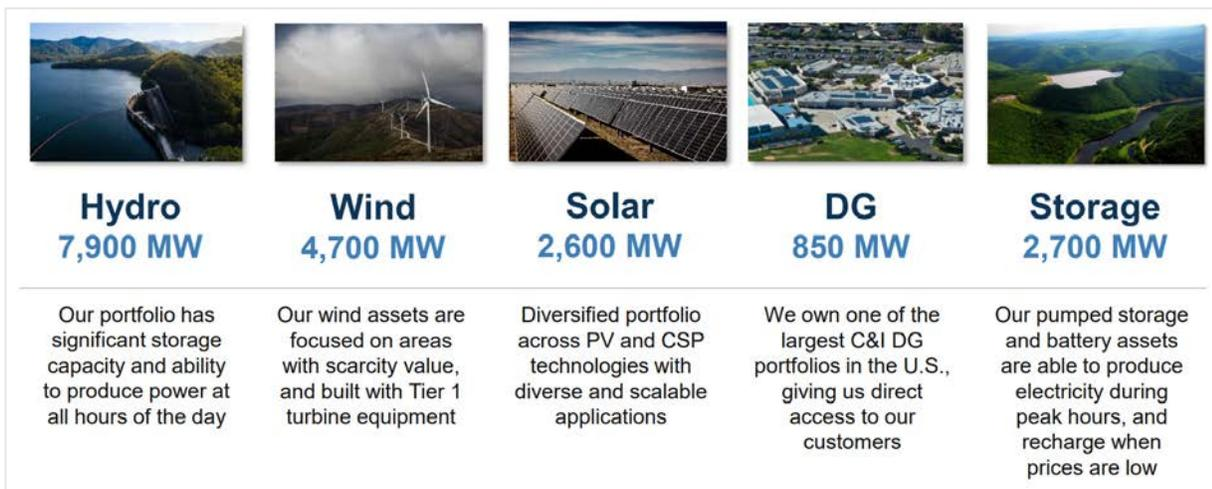 Hydro
7,900 MW
Our portfolio has
significant storage
capacity and ability
to produce power at
all hours of the day
Wind
4,700 MW
Our wind assets are
focused on areas
with scarcity value,
and built with Tier 1
turbine equipment
Solar
2,600 MW
Diversified portfolio
across PV and CSP
technologies with
diverse and scalable
applications
DG
850 MW
We own one of the
largest C&I DG
portfolios in the U.S.,
giving us direct
access to our
customers
Storage
2,700 MW
Our pumped storage
and battery assets
are able to produce
electricity during
peak hours, and
recharge when
prices are low